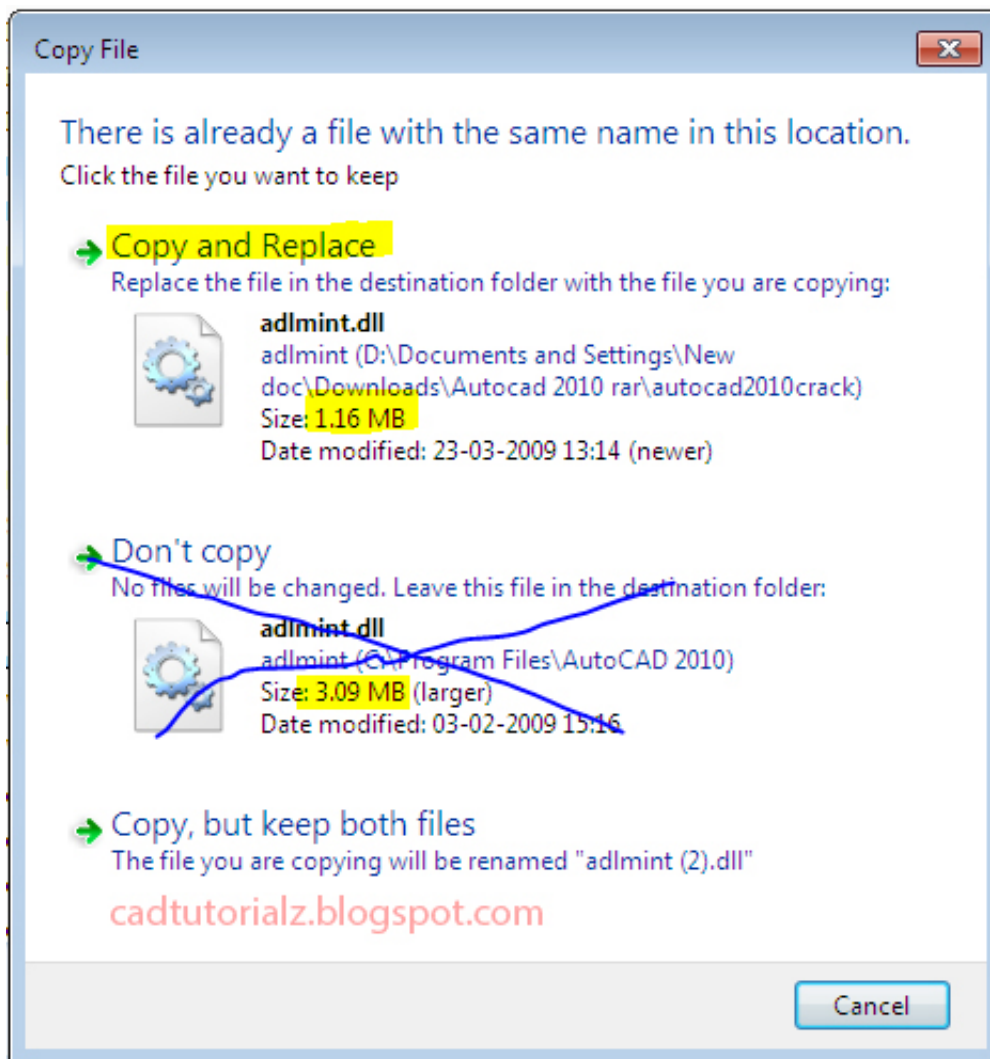 Copy File
There is already a file with the same name in this location.
Click the file you want to keep
Copy and Replace
Replace the file in the destination folder with the file you are copying:
adlmint.dll
adlmint (D:\Documents and Settings\New
doc\Downloads\Autocad 2010 rar\autocad2010crack)
Size: 1.16 MB
Date modified: 23-03-2009 13:14 (newer)
Don't copy
No files will be changed. Leave this file in the destination folder:
adlmint.dll
adlmint (C:\Program Files\AutoCAD 2010)
Size: 3.09 MB (larger)
Date modified: 03-02-2009 15:16
Copy, but keep both files
The file you are copying will be renamed "adlmint (2).dll"
cadtutorialz.blogspot.com
Cancel